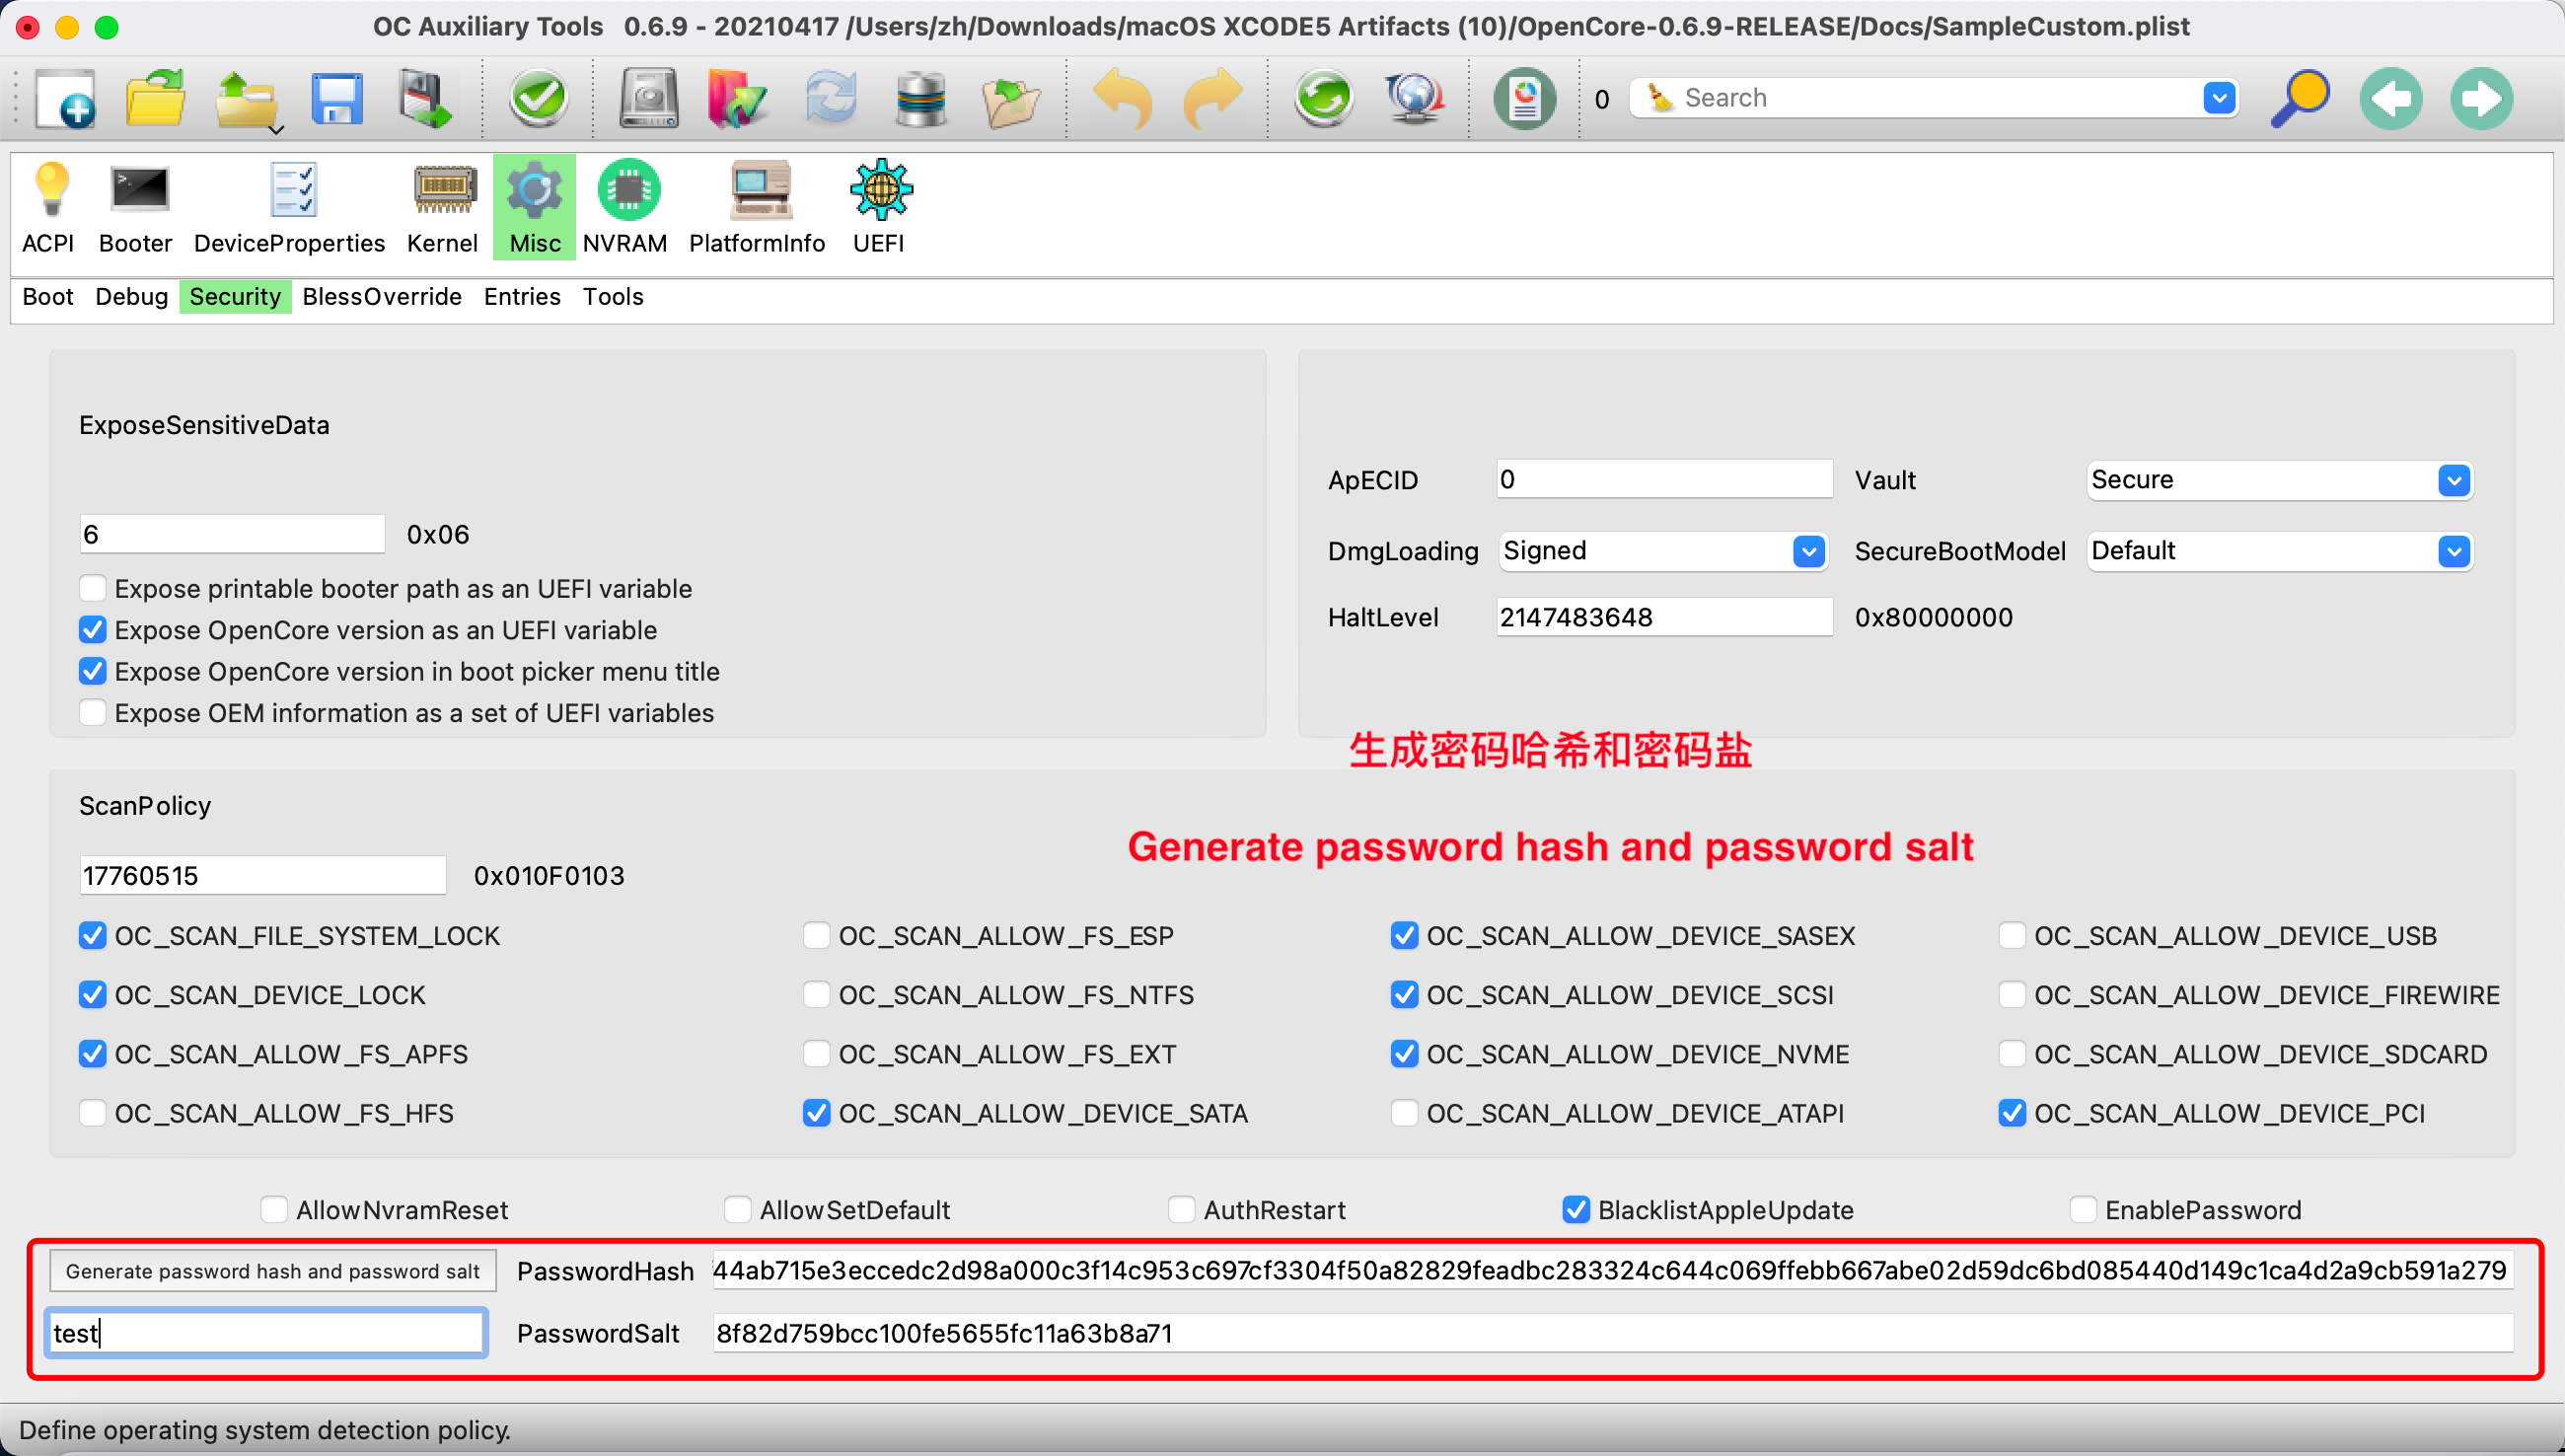 OC Auxiliary Tools 0.6.9 - 20210417 /Users/zh/Downloads/macOS XCODE5 Artifacts (10)/OpenCore-0.6.9-RELEASE/Docs/SampleCustom.plist
0 Search
ACPI Booter DeviceProperties Kernel Misc NVRAM PlatformInfo UEFI
Boot Debug Security BlessOverride Entries Tools
ExposeSensitiveData
6 0x06
Expose printable booter path as an UEFI variable
Expose OpenCore version as an UEFI variable
Expose OpenCore version in boot picker menu title
Expose OEM information as a set of UEFI variables
ApECID 0 Vault Secure
DmgLoading Signed SecureBootModel Default
HaltLevel 2147483648 0x80000000
生成密码哈希和密码盐
Generate password hash and password salt
ScanPolicy
17760515 0x010F0103
OC_SCAN_FILE_SYSTEM_LOCK OC_SCAN_ALLOW_FS_ESP OC_SCAN_ALLOW_DEVICE_SASEX OC_SCAN_ALLOW_DEVICE_USB
OC_SCAN_DEVICE_LOCK OC_SCAN_ALLOW_FS_NTFS OC_SCAN_ALLOW_DEVICE_SCSI OC_SCAN_ALLOW_DEVICE_FIREWIRE
OC_SCAN_ALLOW_FS_APFS OC_SCAN_ALLOW_FS_EXT OC_SCAN_ALLOW_DEVICE_NVME OC_SCAN_ALLOW_DEVICE_SDCARD
OC_SCAN_ALLOW_FS_HFS OC_SCAN_ALLOW_DEVICE_SATA OC_SCAN_ALLOW_DEVICE_ATAPI OC_SCAN_ALLOW_DEVICE_PCI
AllowNvramReset AllowSetDefault AuthRestart BlacklistAppleUpdate EnablePassword
Generate password hash and password salt PasswordHash 44ab715e3eccedc2d98a000c3f14c953c697cf3304f50a82829feadbc283324c644c069ffebb667abe02d59dc6bd085440d149c1ca4d2a9cb591a279
test PasswordSalt 8f82d759bcc100fe5655fc11a63b8a71
Define operating system detection policy.